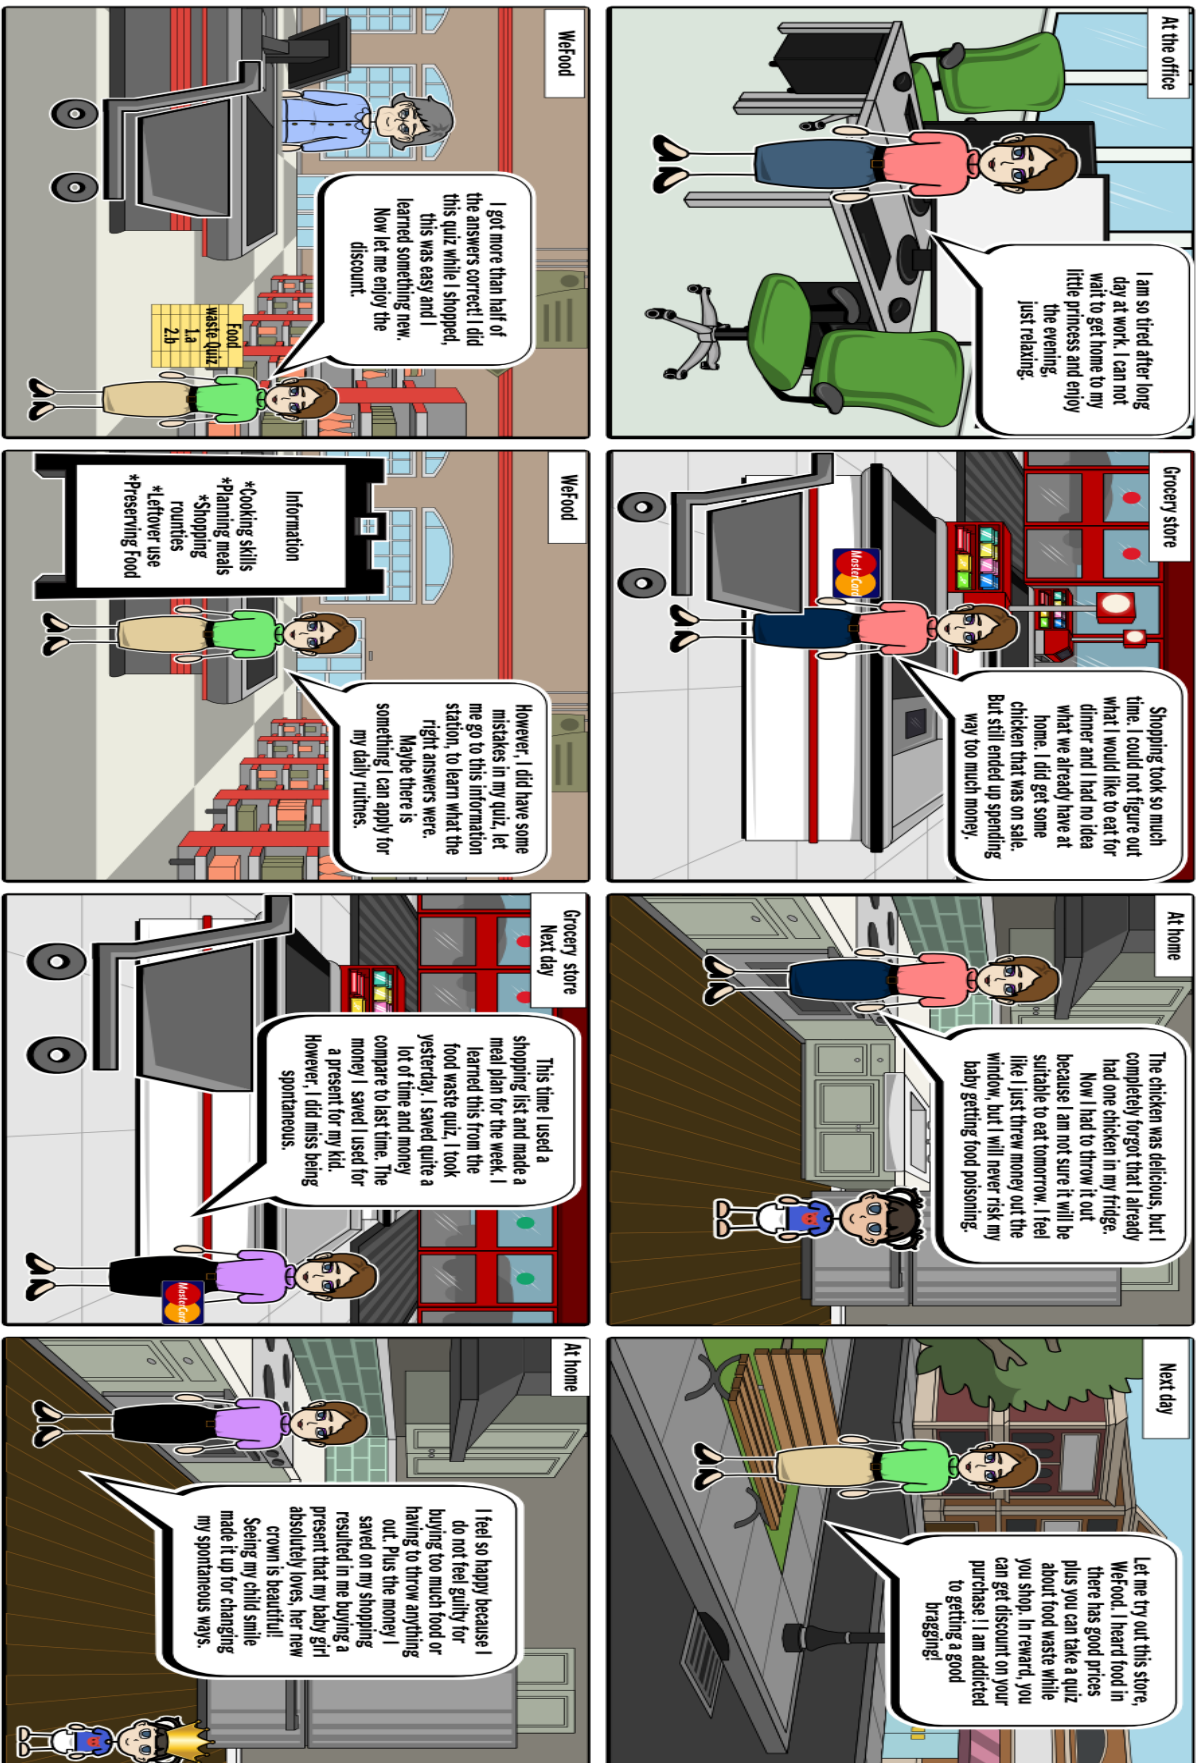 At the office
I am so tired after long
day at work. I can not
wait to get home to my
little princess and enjoy
the evening,
just relaxing.
Grocery store
MasterCard
Shopping took so much
time. I could not figure out
what I would like to eat for
dinner and I had no idea
what we already have at
home. I did get some
chicken that was on sale.
But still ended up spending
way too much money.
At home
The chicken was delicious, but I
completely forgot that I already
had one chicken in my fridge.
Now I had to throw it out
because I am not sure it will be
suitable to eat tomorrow. I feel
like I just threw money out the
window, but I will never risk my
baby getting food poisoning.
Next day
Let me try out this store,
WeFood. I heard food in
there has good prices
plus you can take a quiz
about food waste while
you shop. In reward, you
can get discount on your
purchase ! I am addicted
to getting a good
bragging!
WeFood
I got more than half of
the answers correct! I did
this quiz while I shopped,
this was easy and I
learned something new.
Now let me enjoy the
discount.
Food
waste Quiz
1.a
2.b
WeFood
Information
*Cooking skills
*Planning meals
*Shopping
rounties
*Leftover use
*Preserving Food
However, I did have some
mistakes in my quiz, let
me go to this information
station, to learn what the
right answers were.
Maybe there is
something I can apply for
my daily ruitnes.
Grocery store
Next day
This time I used a
shopping list and made a
meal plan for the week. I
learned this from the
food waste quiz, I took
yesterday. I saved quite a
lot of time and money
compare to last time. The
money I saved I used for
a present for my kid.
However, I did miss being
spontaneous.
MasterCard
At home
I feel so happy because I
do not feel guilty for
buying too much food or
having to throw anything
out. Plus the money I
saved on my shopping
resulted in me buying a
present that my baby girl
absolutely loves, her new
crown is beautiful!
Seeing my child smile
made it up for changing
my spontaneous ways.